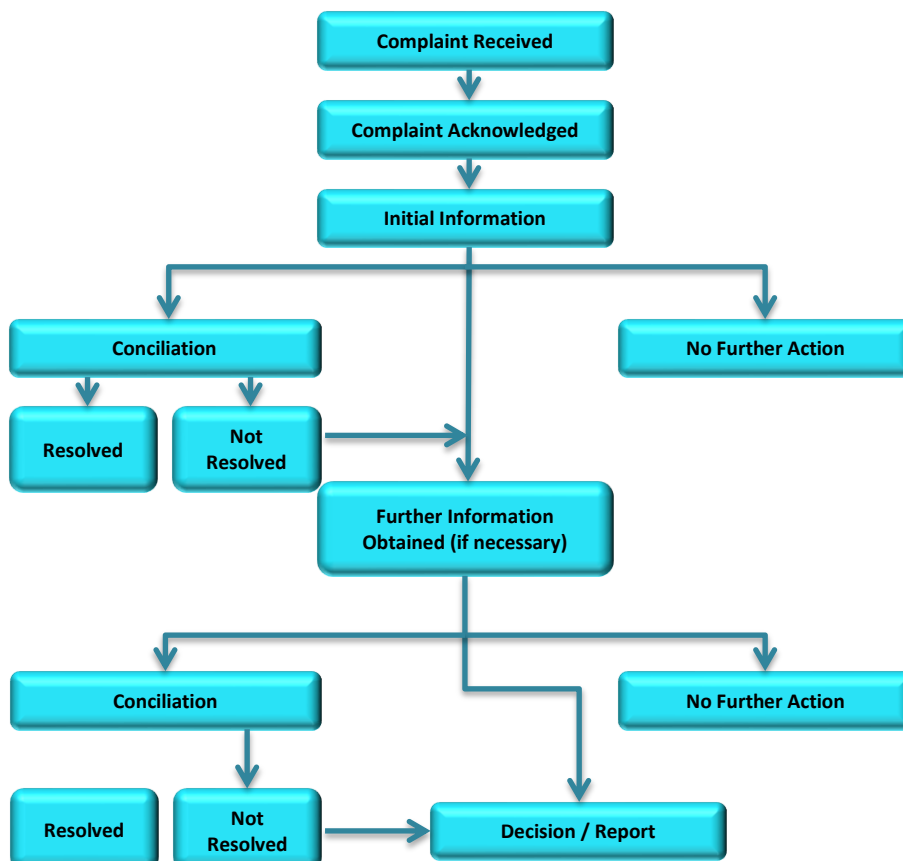 Complaint Received
Complaint Acknowledged
Initial Information
Conciliation
No Further Action
Resolved
Not
Resolved
Further Information
Obtained (if necessary)
Conciliation
No Further Action
Resolved
Not
Resolved
Decision / Report